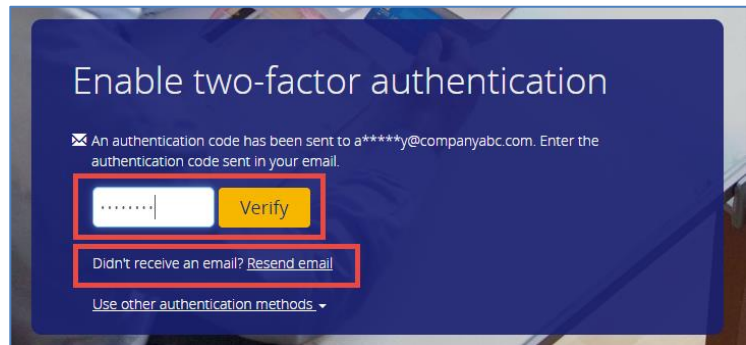 Enable two-factor authentication
An authentication code has been sent to a*****y@companyabc.com. Enter the
authentication code sent in your email.
········
Verify
Didn't receive an email? Resend email
Use other authentication methods